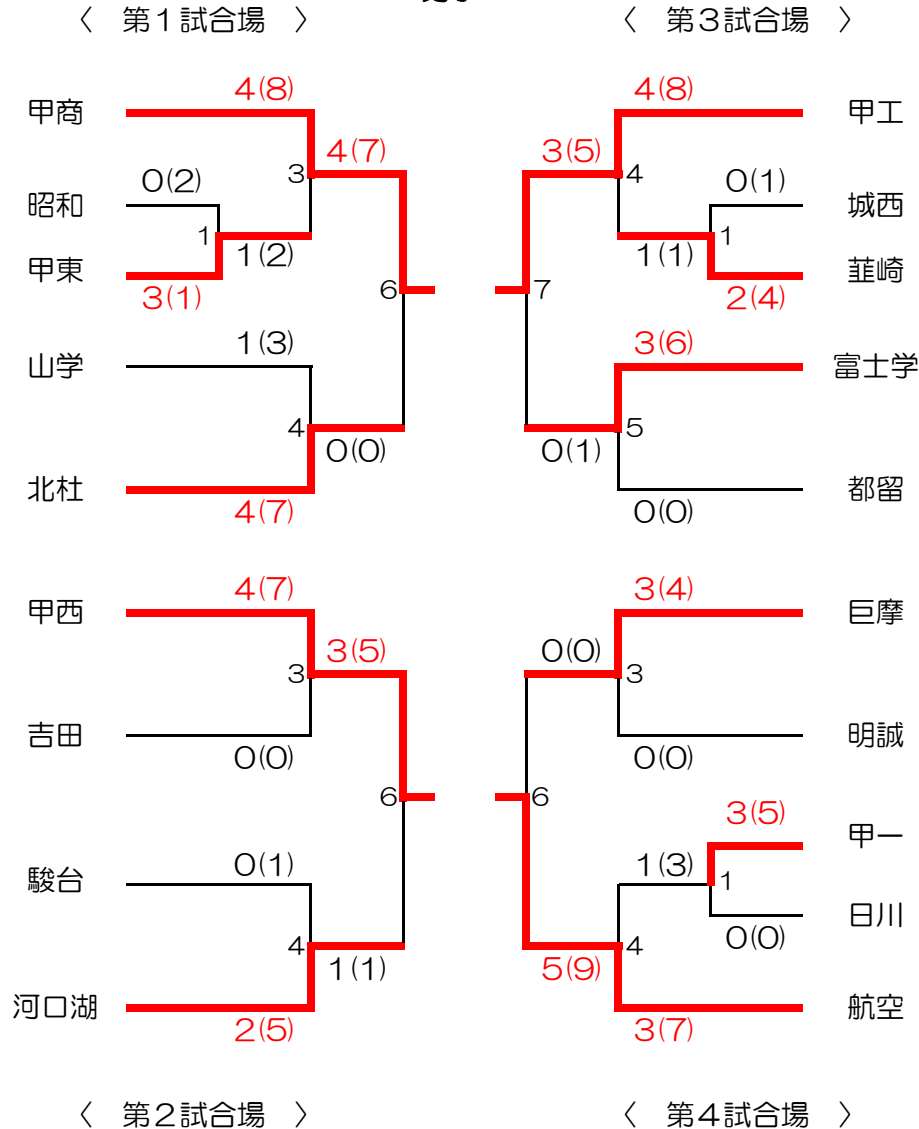 〈 第1試合場 〉 〈 第3試合場 〉
4(8) 4(8)
甲商 甲工
4(7) 3(5)
0(2) 3 4 0(1)
昭和 城西
1 1(2) 1(1) 1
甲東 韮崎
3(1) 6 7 2(4)
1(3) 3(6)
山学 富士学
4 0(0) 0(1) 5
北杜 都留
4(7) 0(0)
4(7) 3(4)
甲西 巨摩
3(5) 0(0)
3 3
吉田 明誠
0(0) 0(0)
6 6
3(5)
甲一
0(1) 1(3) 1
駿台
日川
4 4 0(0)
1(1) 5(9)
河口湖 航空
2(5) 3(7)
〈 第2試合場 〉 〈 第4試合場 〉